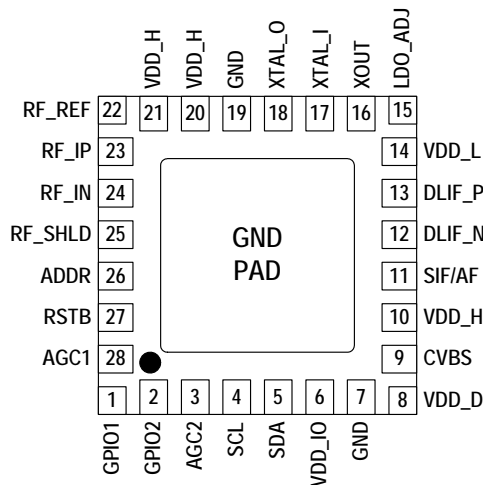 VDD_H
VDD_H
GND
XTAL_O
XTAL_I
XOUT
LDO_ADJ
RF_REF 22 21 20 19 18 17 16 15
RF_IP 23 14 VDD_L
RF_IN 24 13 DLIF_P
RF_SHLD 25 12 DLIF_N
GND
PAD
ADDR 26 11 SIF/AF
RSTB 27 10 VDD_H
AGC1 28 9 CVBS
1 2 3 4 5 6 7 8 VDD_D
GPIO1
GPIO2
AGC2
SCL
SDA
VDD_IO
GND